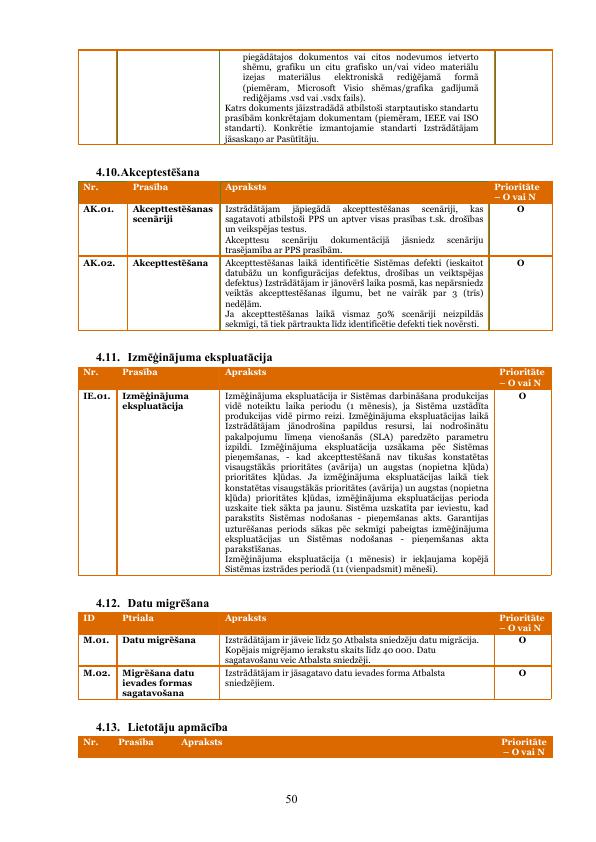 piegādātajos dokumentos vai citos nodevumos ietverto
shēmu, grafiku un citu grafisko un/vai video materiālu
izejas materiālus elektroniskā rediģējamā formā
(piemēram, Microsoft Visio shēmas/grafika gadījumā
rediģējams .vsd vai .vsdx fails).
Katrs dokuments jāizstradādā atbilstoši starptautisko standartu
prasībām konkrētajam dokumentam (piemēram, IEEE vai ISO
standarti). Konkrētie izmantojamie standarti Izstrādātājam
jāsaskaņo ar Pasūtītāju.
4.10. Akceptestēšana
Nr. Prasība Apraksts Prioritāte
– O vai N
AK.01. Akcepttestēšanas Izstrādātājam jāpiegādā akcepttestēšanas scenāriji, kas O
scenāriji sagatavoti atbilstoši PPS un aptver visas prasības t.sk. drošības
un veikspējas testus.
Akcepttesu scenāriju dokumentācijā jāsniedz scenāriju
trasējamība ar PPS prasībām.
AK.02. Akcepttestēšana Akcepttestēšanas laikā identificētie Sistēmas defekti (ieskaitot O
datubāžu un konfigurācijas defektus, drošības un veiktspējas
defektus) Izstrādātājam ir jānovērš laika posmā, kas nepārsniedz
veiktās akcepttestēšanas ilgumu, bet ne vairāk par 3 (trīs)
nedēļām.
Ja akcepttestēšanas laikā vismaz 50% scenāriji neizpildās
sekmīgi, tā tiek pārtraukta līdz identificētie defekti tiek novērsti.
4.11. Izmēģinājuma ekspluatācija
Nr. Prasība Apraksts Prioritāte
– O vai N
IE.01. Izmēģinājuma Izmēģinājuma ekspluatācija ir Sistēmas darbināšana produkcijas O
ekspluatācija vidē noteiktu laika periodu (1 mēnesis), ja Sistēma uzstādīta
produkcijas vidē pirmo reizi. Izmēģinājuma ekspluatācijas laikā
Izstrādātājam jānodrošina papildus resursi, lai nodrošinātu
pakalpojumu līmeņa vienošanās (SLA) paredzēto parametru
izpildi. Izmēģinājuma ekspluatācija uzsākama pēc Sistēmas
pieņemšanas, - kad akcepttestēšanā nav tikušas konstatētas
visaugstākās prioritātes (avārija) un augstas (nopietna kļūda)
prioritātes kļūdas. Ja izmēģinājuma ekspluatācijas laikā tiek
konstatētas visaugstākās prioritātes (avārija) un augstas (nopietna
kļūda) prioritātes kļūdas, izmēģinājuma ekspluatācijas perioda
uzskaite tiek sākta pa jaunu. Sistēma uzskatīta par ieviestu, kad
parakstīts Sistēmas nodošanas - pieņemšanas akts. Garantijas
uzturēšanas periods sākas pēc sekmīgi pabeigtas izmēģinājuma
ekspluatācijas un Sistēmas nodošanas - pieņemšanas akta
parakstīšanas.
Izmēģinājuma ekspluatācija (1 mēnesis) ir iekļaujama kopējā
Sistēmas izstrādes periodā (11 (vienpadsmit) mēneši).
4.12. Datu migrēšana
ID Ptriala Apraksts Prioritāte
– O vai N
M.01. Datu migrēšana Izstrādātājam ir jāveic līdz 50 Atbalsta sniedzēju datu migrācija. O
Kopējais migrējamo ierakstu skaits līdz 40 000. Datu
sagatavošanu veic Atbalsta sniedzēji.
M.02. Migrēšana datu Izstrādātājam ir jāsagatavo datu ievades forma Atbalsta O
ievades formas sniedzējiem.
sagatavošana
4.13. Lietotāju apmācība
Nr. Prasība Apraksts Prioritāte
– O vai N
50